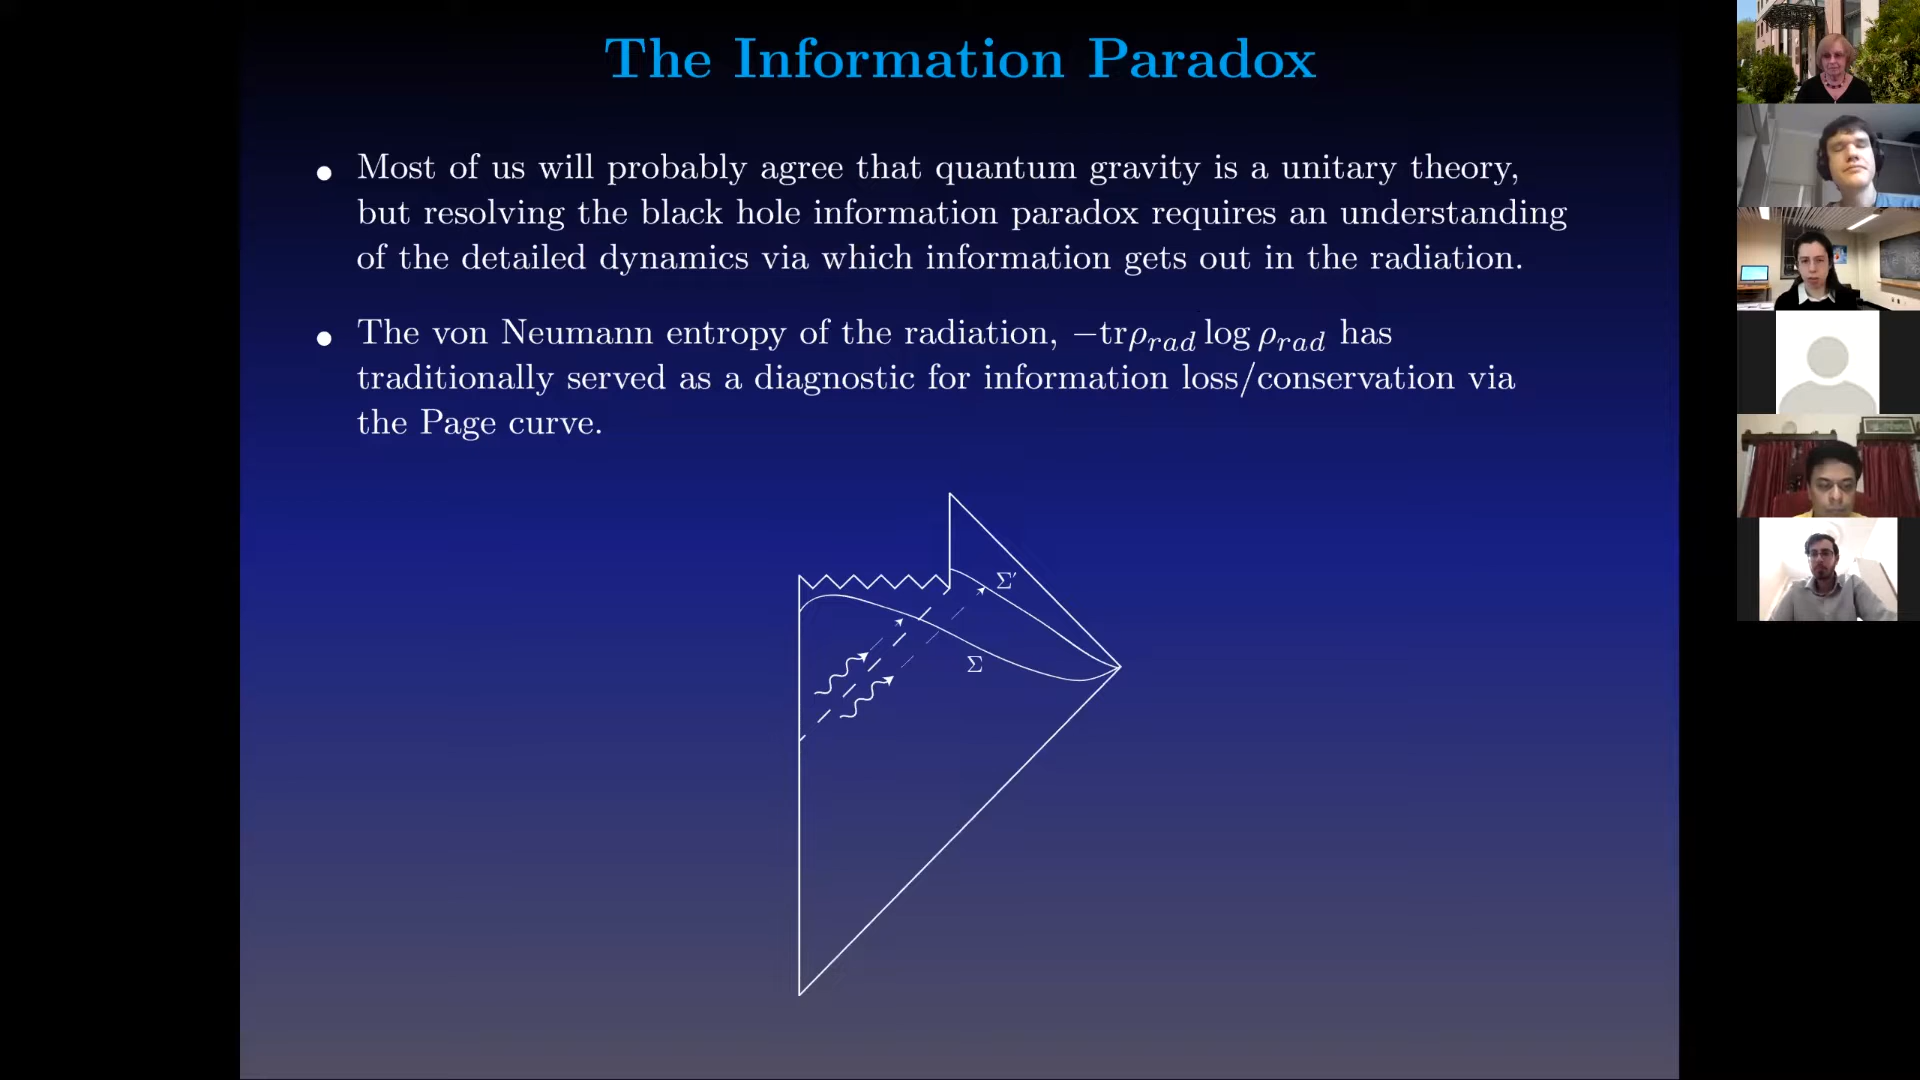 The Information Paradox
• Most of us will probably agree that quantum gravity is a unitary theory,
but resolving the black hole information paradox requires an understanding
of the detailed dynamics via which information gets out in the radiation.
• The von Neumann entropy of the radiation, −trρ_rad log ρ_rad has
traditionally served as a diagnostic for information loss/conservation via
the Page curve.
Σ′
Σ